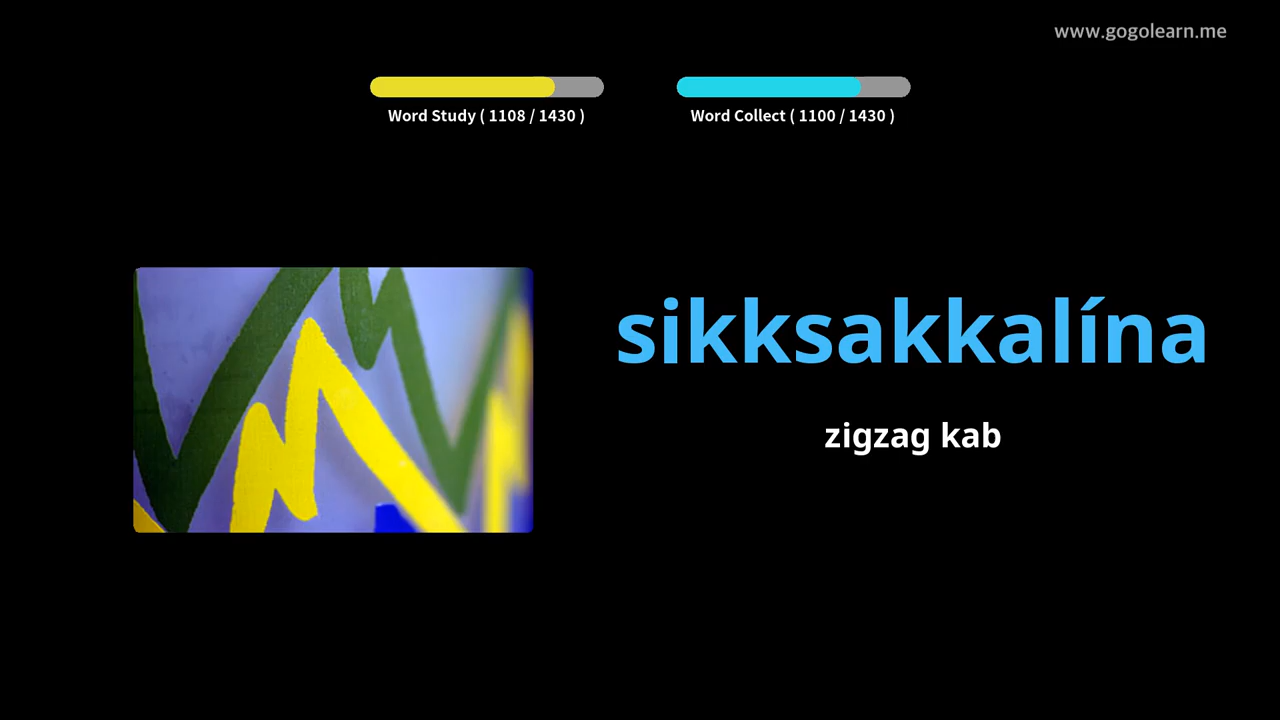 www.gogolearn.me
Word Study ( 1108 / 1430 )
Word Collect ( 1100 / 1430 )
sikksakkalína
zigzag kab